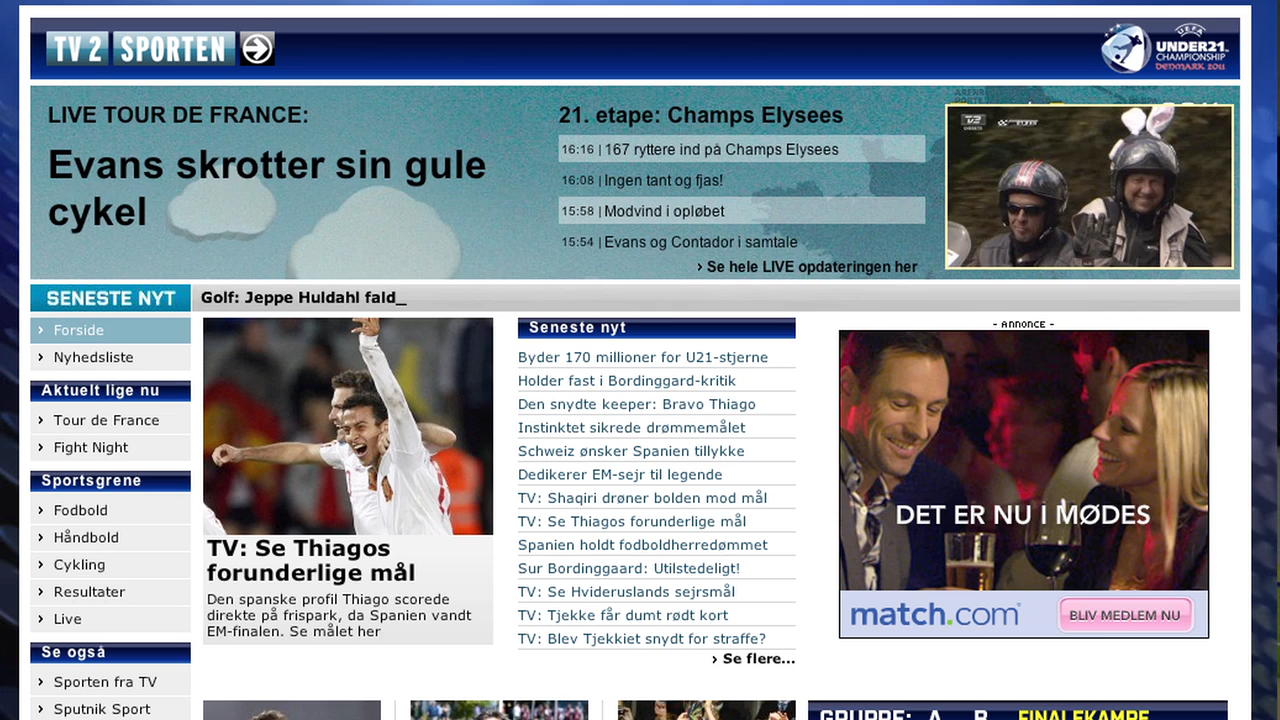 TV 2 SPORTEN
UEFA
UNDER21
CHAMPIONSHIP
DENMARK 2011
LIVE TOUR DE FRANCE:
Evans skrotter sin gule
cykel
21. etape: Champs Elysees
16:16 | 167 ryttere ind på Champs Elysees
16:08 | Ingen tant og fjas!
15:58 | Modvind i opløbet
15:54 | Evans og Contador i samtale
› Se hele LIVE opdateringen her
SENESTE NYT
Golf: Jeppe Huldahl fald_
› Forside
› Nyhedsliste
Aktuelt lige nu
› Tour de France
› Fight Night
Sportsgrene
› Fodbold
› Håndbold
› Cykling
› Resultater
› Live
Se også
› Sporten fra TV
› Sputnik Sport
TV: Se Thiagos
forunderlige mål
Den spanske profil Thiago scorede
direkte på frispark, da Spanien vandt
EM-finalen. Se målet her
Seneste nyt
Byder 170 millioner for U21-stjerne
Holder fast i Bordinggard-kritik
Den snydte keeper: Bravo Thiago
Instinktet sikrede drømmemålet
Schweiz ønsker Spanien tillykke
Dedikerer EM-sejr til legende
TV: Shaqiri drøner bolden mod mål
TV: Se Thiagos forunderlige mål
Spanien holdt fodboldherredømmet
Sur Bordinggaard: Utilstedeligt!
TV: Se Hvideruslands sejrsmål
TV: Tjekke får dumt rødt kort
TV: Blev Tjekkiet snydt for straffe?
› Se flere...
- ANNONCE -
DET ER NU I MØDES
match.com
BLIV MEDLEM NU
GRUPPE: A B FINALEKAMPE